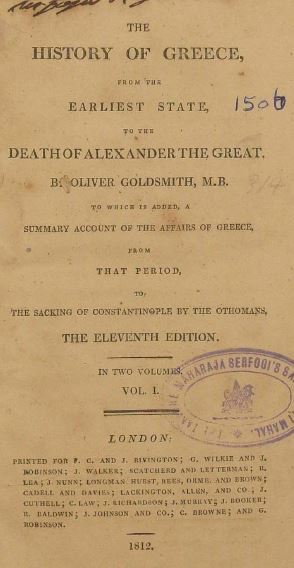 THE
HISTORY OF GREECE,
FROM THE
EARLIEST STATE,
1506
TO THE
DEATH OF ALEXANDER THE GREAT.
BY OLIVER GOLDSMITH, M.B.
TO WHICH IS ADDED, A
SUMMARY ACCOUNT OF THE AFFAIRS OF GREECE,
FROM
THAT PERIOD,
TO
THE SACKING OF CONSTANTINOPLE BY THE OTHOMANS,
THE ELEVENTH EDITION.
IN TWO VOLUMES.
VOL. I.
MAHARAJA SERFOOJI'S
MAHAL
LONDON:
PRINTED FOR F. C. AND J. RIVINGTON; G. WILKIE AND J.
ROBINSON; J. WALKER; SCATCHERD AND LETTERMAN; R.
LEA; J. NUNN; LONGMAN HURST, REES, ORME, AND BROWN;
CADELL AND DAVIES; LACKINGTON, ALLEN, AND CO; J.
CUTHELL; C. LAW; J. RICHARDSON; J. MURRAY; J. BOOKER;
R. BALDWIN; J. JOHNSON AND CO.; C. BROWNE; AND G.
ROBINSON.
1812.